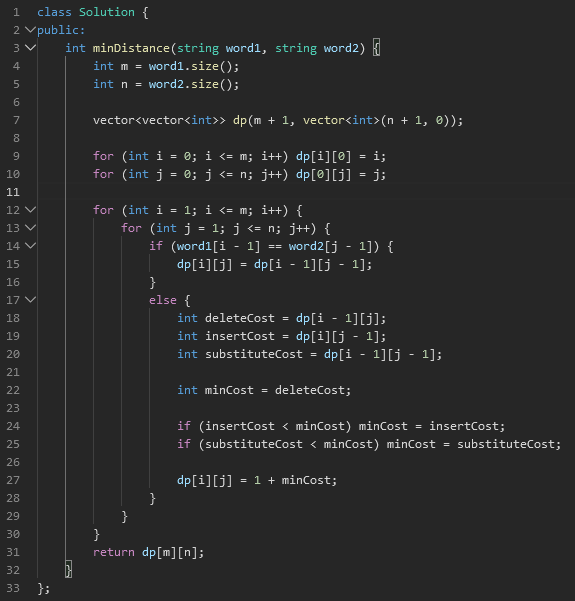 1 class Solution {
2 public:
3     int minDistance(string word1, string word2) {
4         int m = word1.size();
5         int n = word2.size();
6
7         vector<vector<int>> dp(m + 1, vector<int>(n + 1, 0));
8
9         for (int i = 0; i <= m; i++) dp[i][0] = i;
10         for (int j = 0; j <= n; j++) dp[0][j] = j;
11
12         for (int i = 1; i <= m; i++) {
13             for (int j = 1; j <= n; j++) {
14                 if (word1[i - 1] == word2[j - 1]) {
15                     dp[i][j] = dp[i - 1][j - 1];
16                 }
17                 else {
18                     int deleteCost = dp[i - 1][j];
19                     int insertCost = dp[i][j - 1];
20                     int substituteCost = dp[i - 1][j - 1];
21
22                     int minCost = deleteCost;
23
24                     if (insertCost < minCost) minCost = insertCost;
25                     if (substituteCost < minCost) minCost = substituteCost;
26
27                     dp[i][j] = 1 + minCost;
28                 }
29             }
30         }
31         return dp[m][n];
32     }
33 };